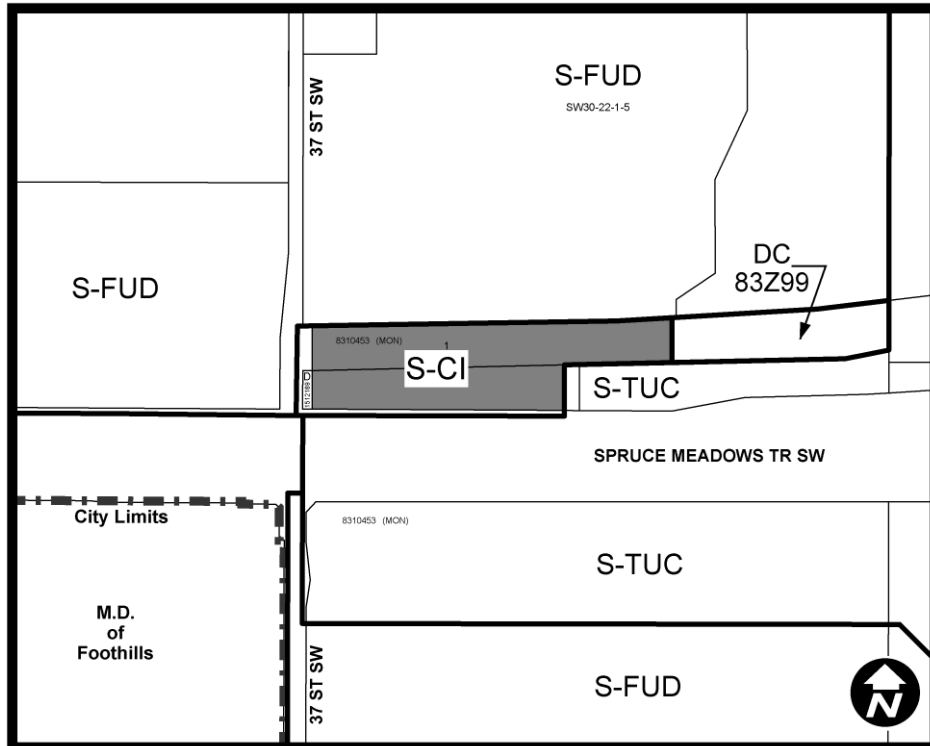 S-FUD
SW30-22-1-5
37 ST SW
S-FUD
DC
83Z99
8310453 (MON)
1
S-CI
1512189
D
S-TUC
SPRUCE MEADOWS TR SW
City Limits
8310453 (MON)
S-TUC
M.D.
of
Foothills
37 ST SW
S-FUD
N